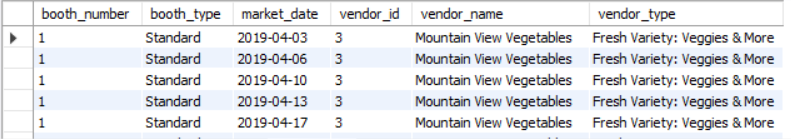 booth_number booth_type market_date vendor_id vendor_name vendor_type
1 Standard 2019-04-03 3 Mountain View Vegetables Fresh Variety: Veggies & More
1 Standard 2019-04-06 3 Mountain View Vegetables Fresh Variety: Veggies & More
1 Standard 2019-04-10 3 Mountain View Vegetables Fresh Variety: Veggies & More
1 Standard 2019-04-13 3 Mountain View Vegetables Fresh Variety: Veggies & More
1 Standard 2019-04-17 3 Mountain View Vegetables Fresh Variety: Veggies & More